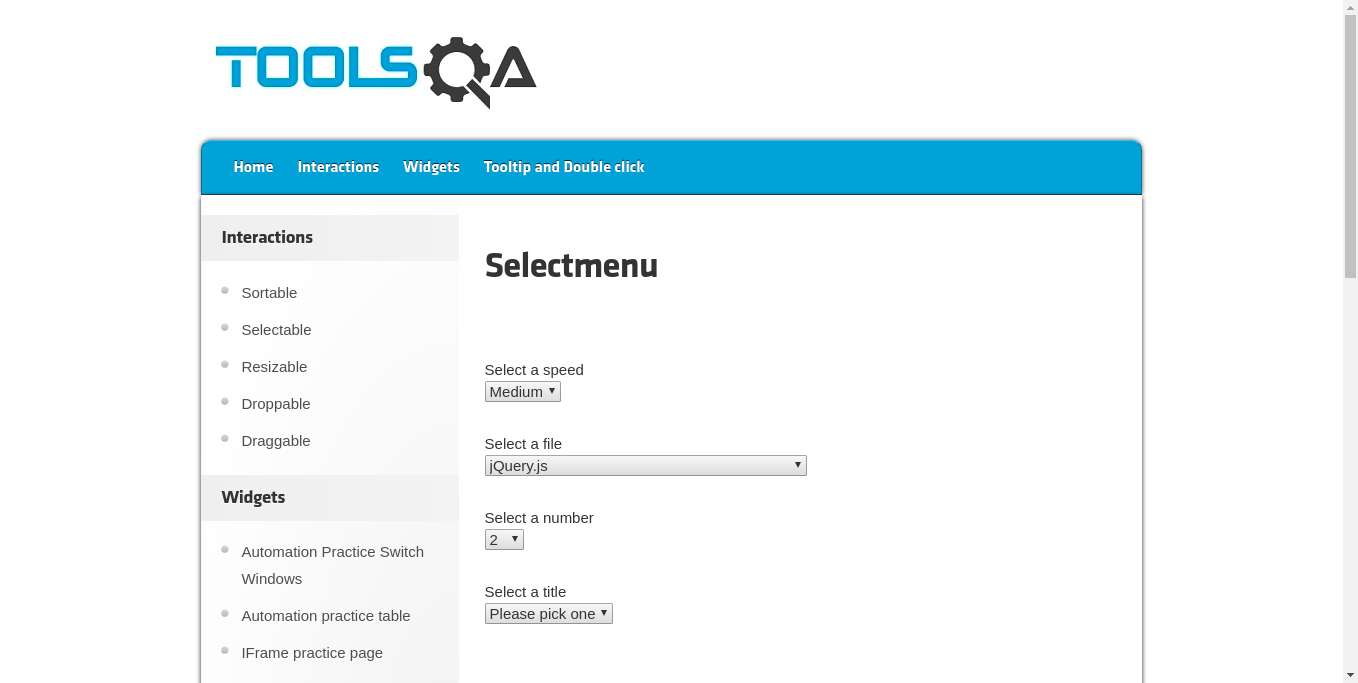 TOOLSQA
Home Interactions Widgets Tooltip and Double click
Interactions
Sortable
Selectable
Resizable
Droppable
Draggable
Widgets
Automation Practice Switch
Windows
Automation practice table
IFrame practice page
Selectmenu
Select a speed
Medium
Select a file
jQuery.js
Select a number
2
Select a title
Please pick one